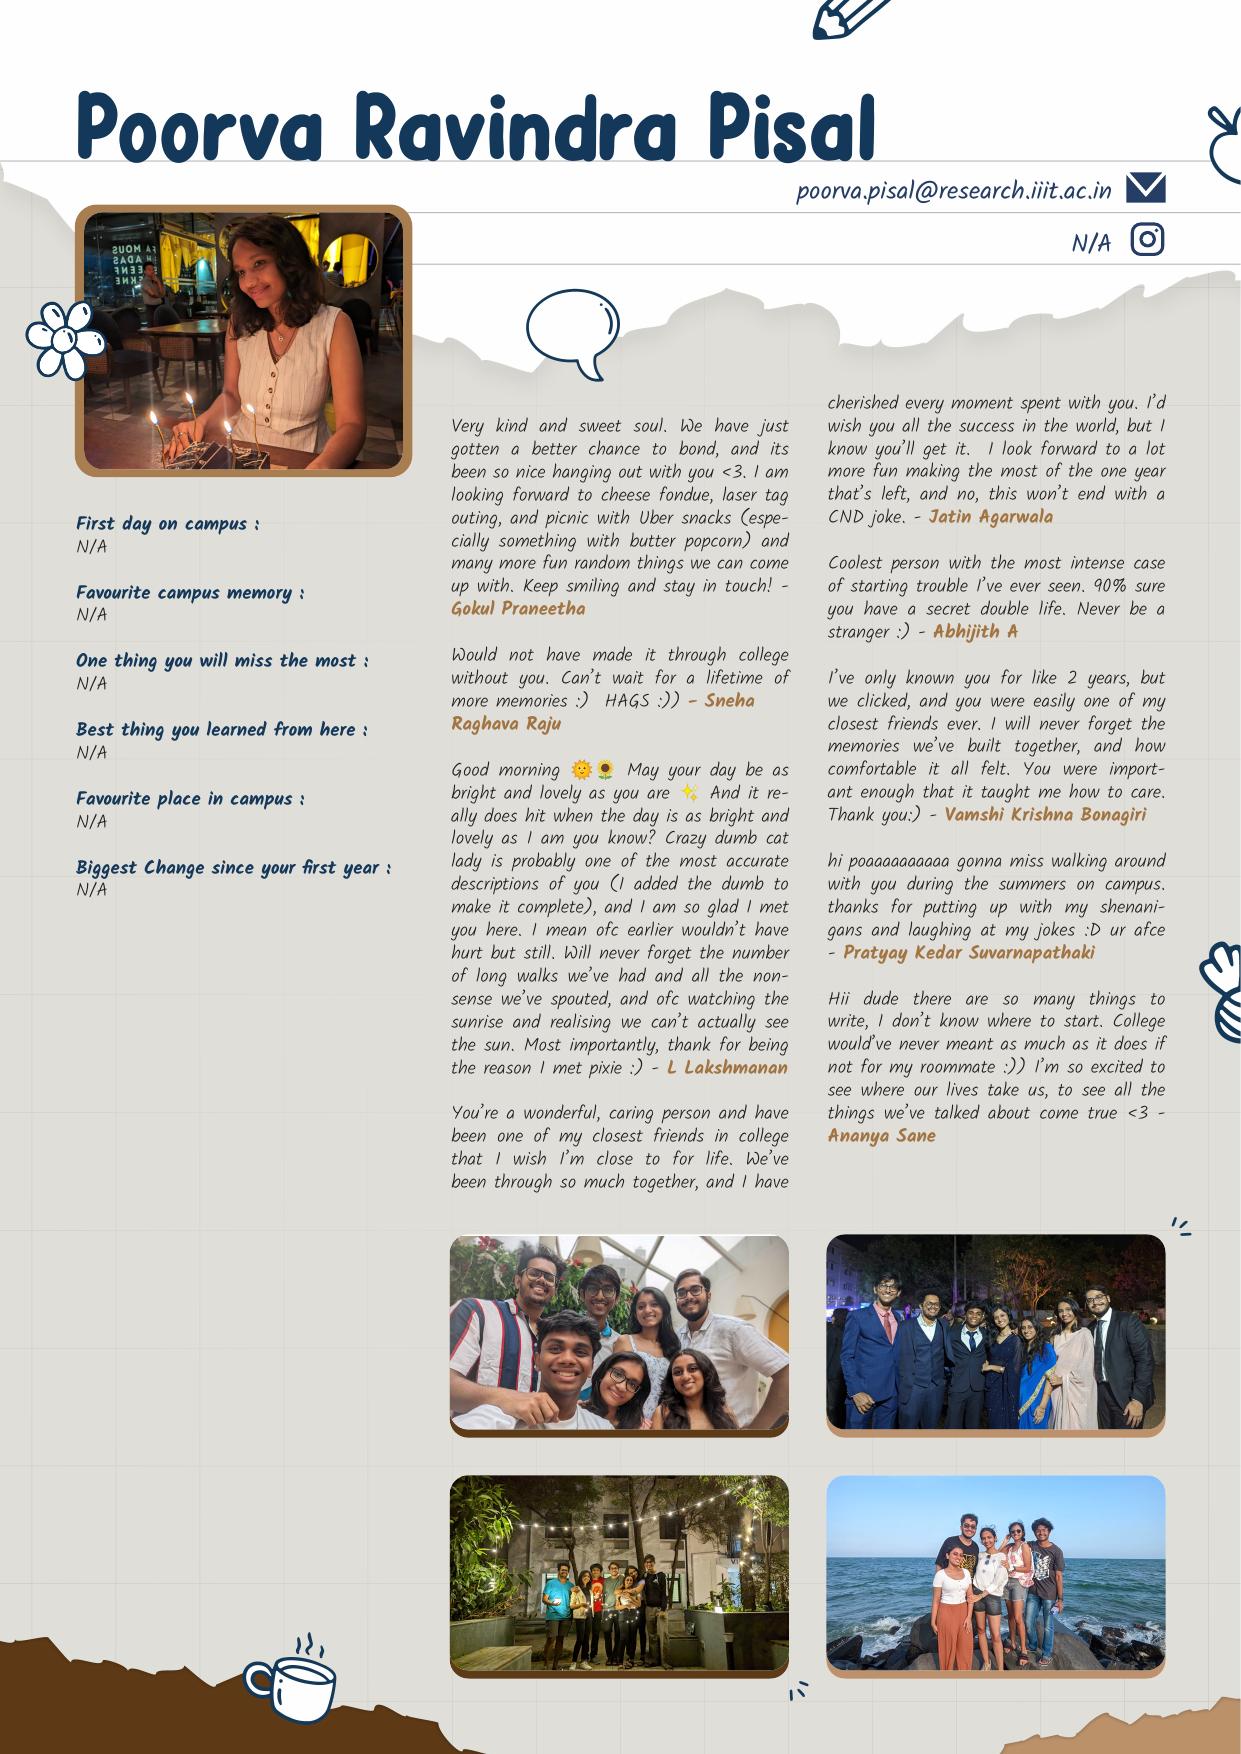 Poorva Ravindra Pisal
poorva.pisal@research.iiit.ac.in
N/A
First day on campus :
N/A
Favourite campus memory :
N/A
One thing you will miss the most :
N/A
Best thing you learned from here :
N/A
Favourite place in campus :
N/A
Biggest Change since your first year :
N/A
Very kind and sweet soul. We have just
gotten a better chance to bond, and its
been so nice hanging out with you <3. I am
looking forward to cheese fondue, laser tag
outing, and picnic with Uber snacks (espe-
cially something with butter popcorn) and
many more fun random things we can come
up with. Keep smiling and stay in touch! -
Gokul Praneetha
Would not have made it through college
without you. Can't wait for a lifetime of
more memories :) HAGS :)) - Sneha
Raghava Raju
Good morning 🌞🌻 May your day be as
bright and lovely as you are ✨ And it re-
ally does hit when the day is as bright and
lovely as I am you know? Crazy dumb cat
lady is probably one of the most accurate
descriptions of you (I added the dumb to
make it complete), and I am so glad I met
you here. I mean ofc earlier wouldn't have
hurt but still. Will never forget the number
of long walks we've had and all the non-
sense we've spouted, and ofc watching the
sunrise and realising we can't actually see
the sun. Most importantly, thank for being
the reason I met pixie :) - L Lakshmanan
You're a wonderful, caring person and have
been one of my closest friends in college
that I wish I'm close to for life. We've
been through so much together, and I have
cherished every moment spent with you. I'd
wish you all the success in the world, but I
know you'll get it. I look forward to a lot
more fun making the most of the one year
that's left, and no, this won't end with a
CND joke. - Jatin Agarwala
Coolest person with the most intense case
of starting trouble I've ever seen. 90% sure
you have a secret double life. Never be a
stranger :) - Abhijith A
I've only known you for like 2 years, but
we clicked, and you were easily one of my
closest friends ever. I will never forget the
memories we've built together, and how
comfortable it all felt. You were import-
ant enough that it taught me how to care.
Thank you:) - Vamshi Krishna Bonagiri
hi poaaaaaaaaaa gonna miss walking around
with you during the summers on campus.
thanks for putting up with my shenani-
gans and laughing at my jokes :D ur afce
- Pratyay Kedar Suvarnapathaki
Hii dude there are so many things to
write, I don't know where to start. College
would've never meant as much as it does if
not for my roommate :)) I'm so excited to
see where our lives take us, to see all the
things we've talked about come true <3 -
Ananya Sane